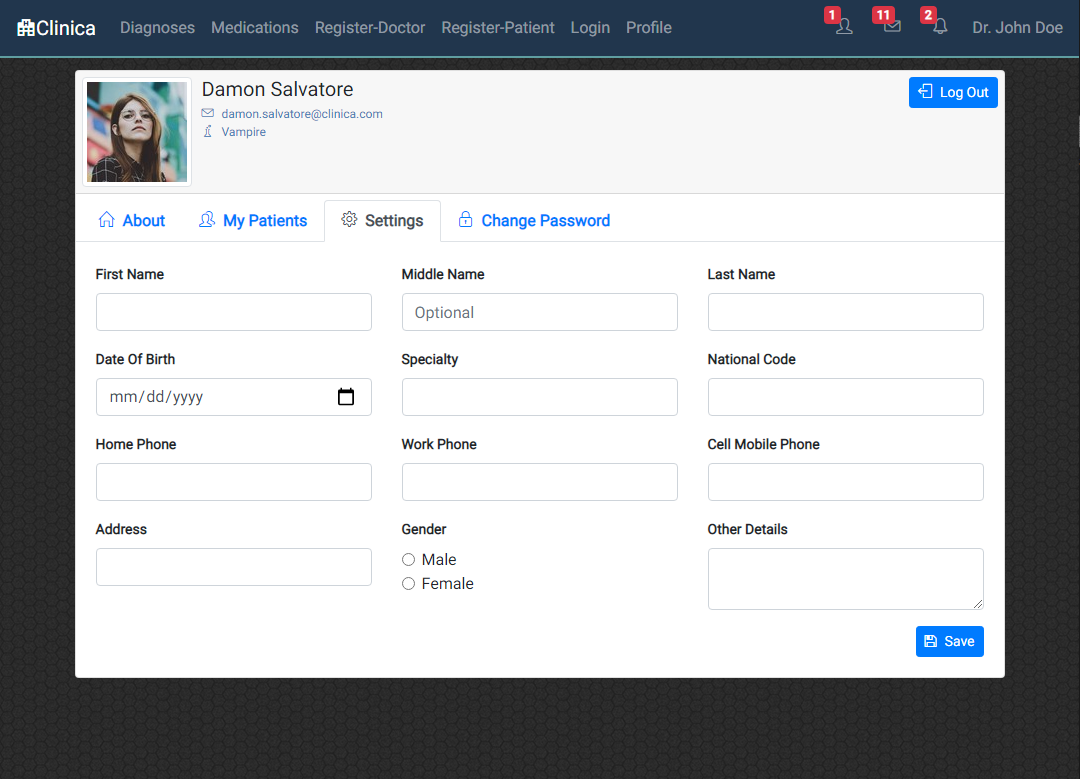 Clinica Diagnoses Medications Register-Doctor Register-Patient Login Profile 1 11 2 Dr. John Doe
Damon Salvatore
Log Out
damon.salvatore@clinica.com
Vampire
About My Patients Settings Change Password
First Name Middle Name Last Name
Optional
Date Of Birth Specialty National Code
mm/dd/yyyy
Home Phone Work Phone Cell Mobile Phone
Address Gender Other Details
Male
Female
Save